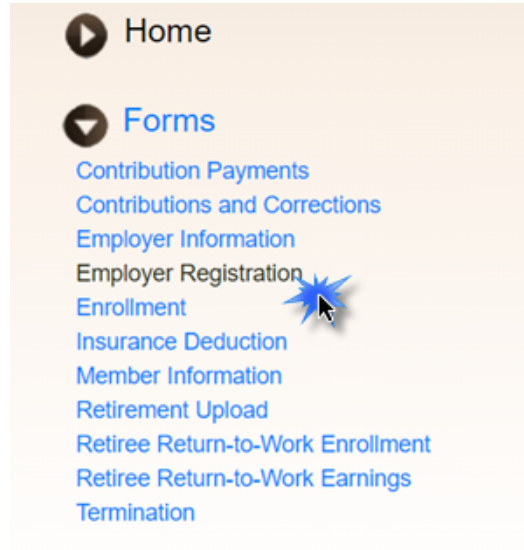 Home
Forms
Contribution Payments
Contributions and Corrections
Employer Information
Employer Registration
Enrollment
Insurance Deduction
Member Information
Retirement Upload
Retiree Return-to-Work Enrollment
Retiree Return-to-Work Earnings
Termination